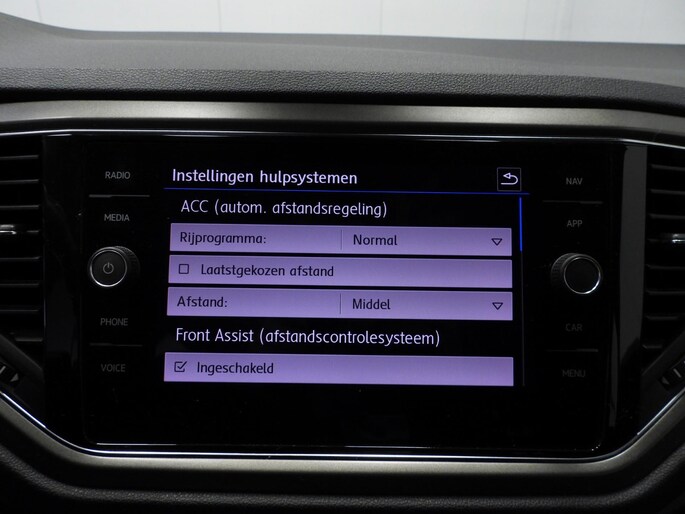 RADIO
MEDIA
PHONE
VOICE
Instellingen hulpsystemen
ACC (autom. afstandsregeling)
Rijprogramma: Normal
Laatstgekozen afstand
Afstand: Middel
Front Assist (afstandscontrolesysteem)
Ingeschakeld
NAV
APP
CAR
MENU